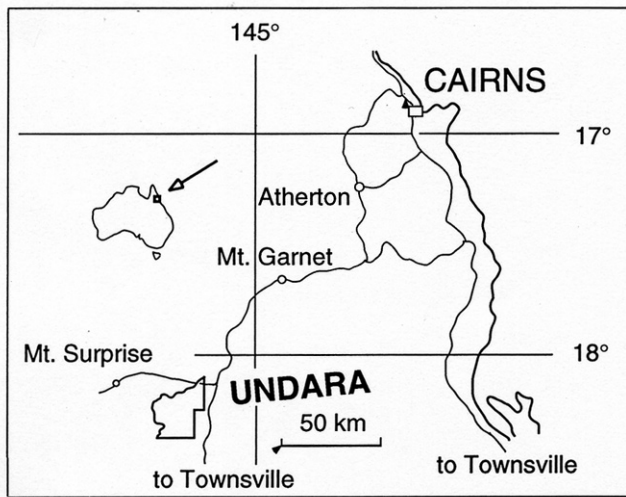 145°
CAIRNS
17°
Atherton
Mt. Garnet
Mt. Surprise
18°
UNDARA
50 km
to Townsville
to Townsville